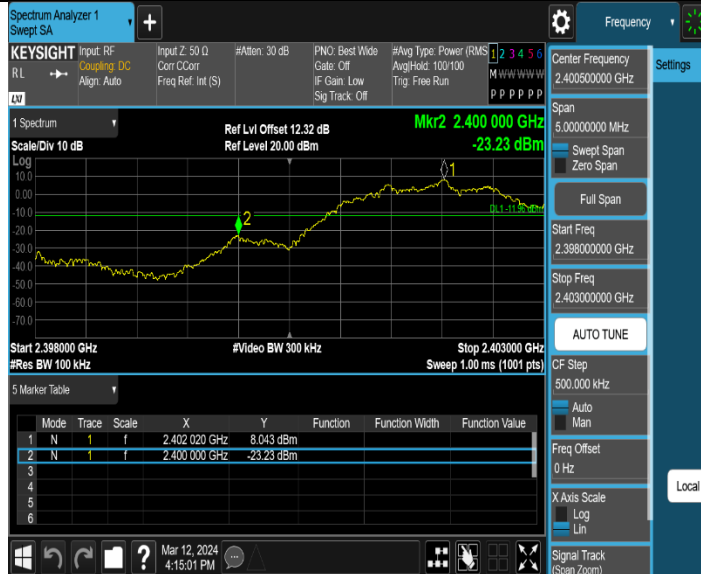 Spectrum Analyzer 1
Swept SA
Frequency
KEYSIGHT
RL
LXI
Input: RF
Coupling: DC
Align: Auto
Input Z: 50 Ω
Corr CCorr
Freq Ref: Int (S)
#Atten: 30 dB
PNO: Best Wide
Gate: Off
IF Gain: Low
Sig Track: Off
#Avg Type: Power (RMS
Avg|Hold: 100/100
Trig: Free Run
1 2 3 4 5 6
M W W W W W
P P P P P P
1 Spectrum
Scale/Div 10 dB
Ref Lvl Offset 12.32 dB
Ref Level 20.00 dBm
Mkr2 2.400 000 GHz
-23.23 dBm
Log
10.0
0.00
-10.0
-20.0
-30.0
-40.0
-50.0
-60.0
-70.0
1
2
DL1 -11.96 dBm
Start 2.398000 GHz
#Res BW 100 kHz
#Video BW 300 kHz
Stop 2.403000 GHz
Sweep 1.00 ms (1001 pts)
5 Marker Table
Mode Trace Scale X Y Function Function Width Function Value
1 N 1 f 2.402 020 GHz 8.043 dBm
2 N 1 f 2.400 000 GHz -23.23 dBm
3
4
5
6
Mar 12, 2024
4:15:01 PM
Center Frequency
2.400500000 GHz
Span
5.00000000 MHz
Swept Span
Zero Span
Full Span
Start Freq
2.398000000 GHz
Stop Freq
2.403000000 GHz
AUTO TUNE
CF Step
500.000 kHz
Auto
Man
Freq Offset
0 Hz
X Axis Scale
Log
Lin
Signal Track
(Span Zoom)
Settings
Local